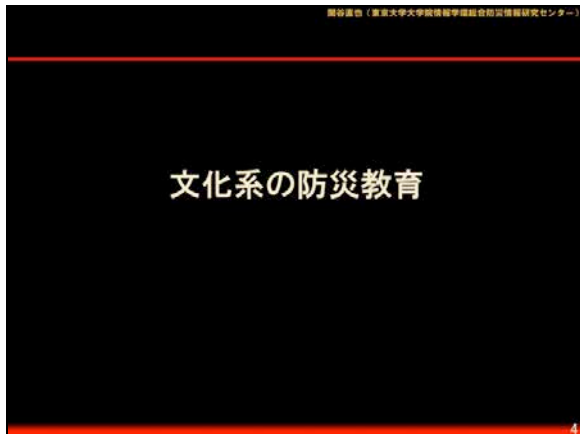 関谷直也（東京大学大学院情報学環総合防災情報研究センター）
文化系の防災教育
4